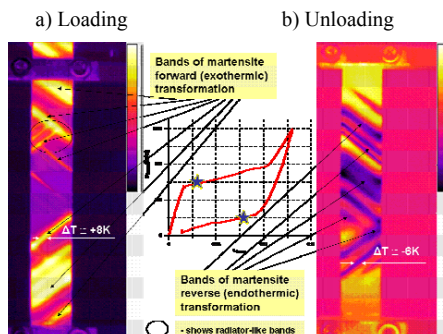 a) Loading
b) Unloading
Bands of martensite
forward (exothermic)
transformation
ΔT ≅ +8K
ΔT ≅ -6K
Bands of martensite
reverse (endothermic)
transformation
- shows radiator-like bands